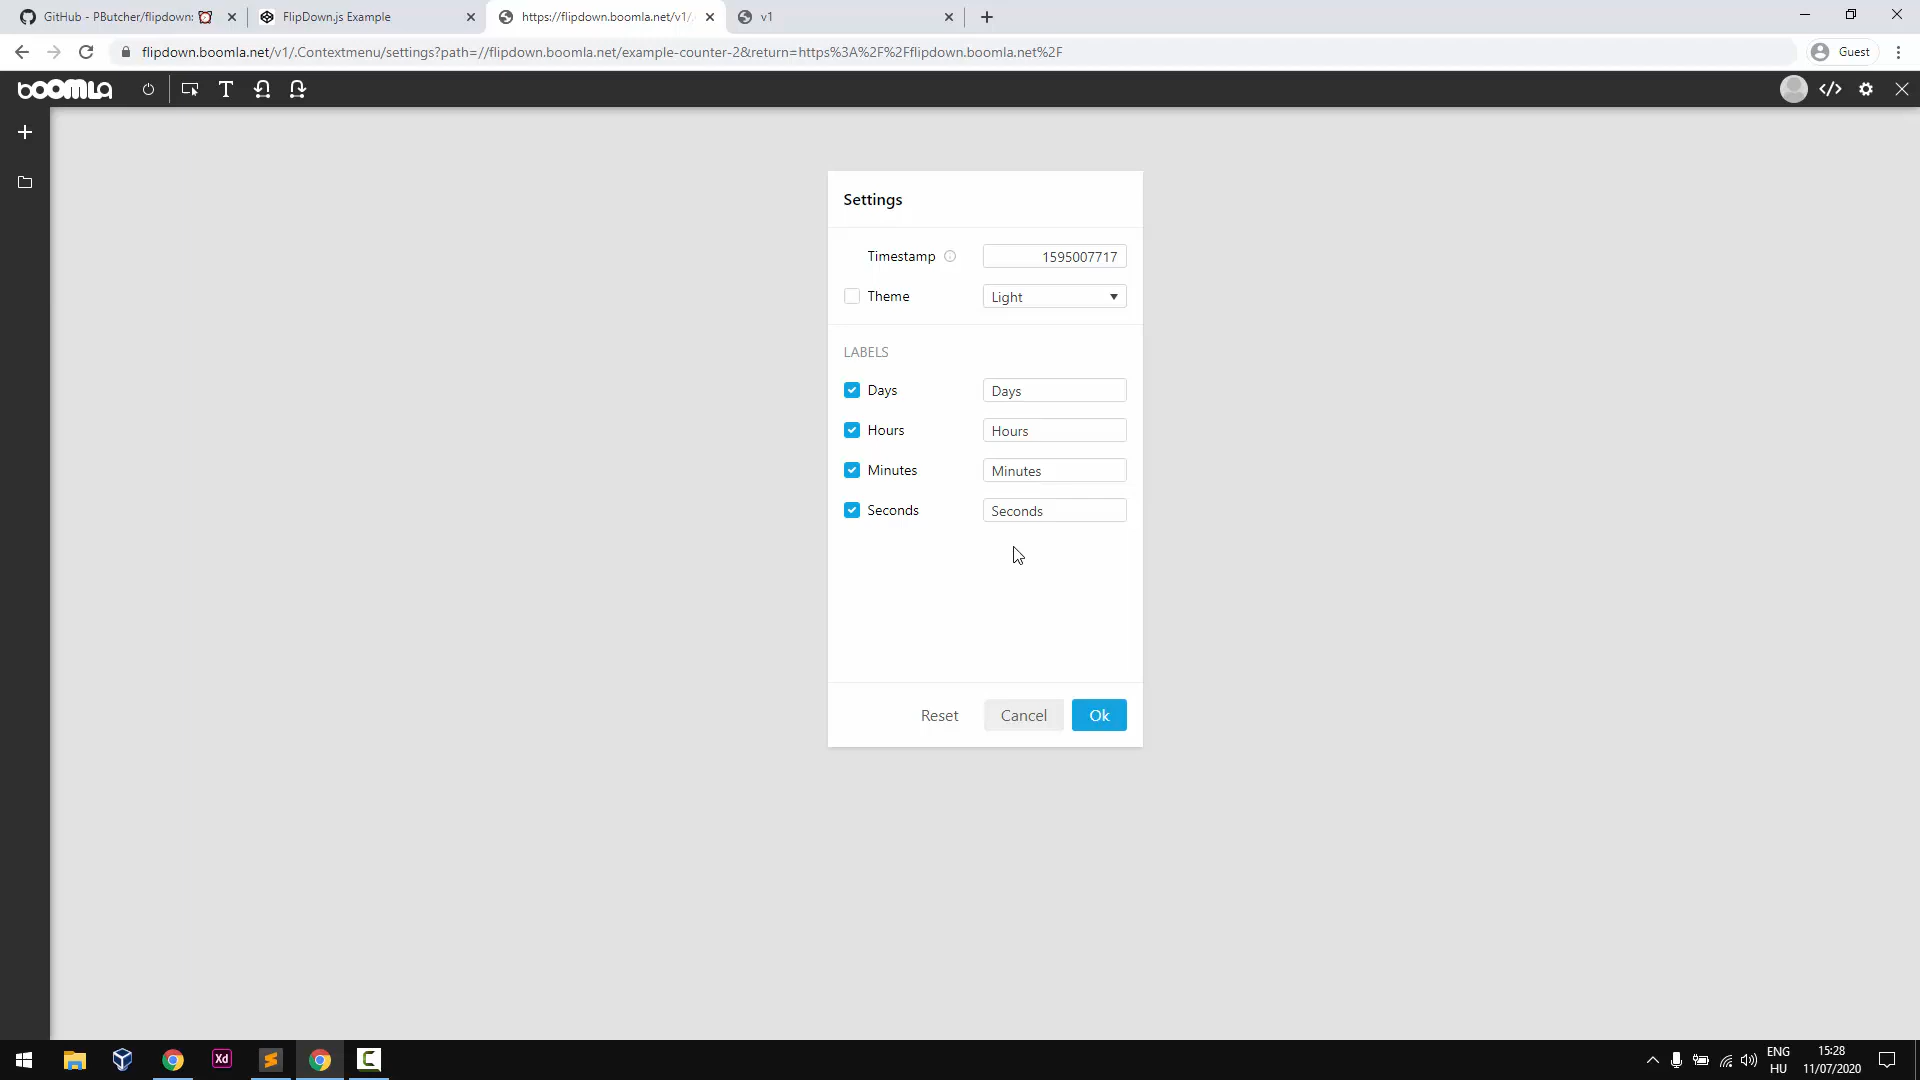 GitHub - PButcher/flipdown:
FlipDown.js Example
https://flipdown.boomla.net/v1/.
v1
flipdown.boomla.net/v1/.Contextmenu/settings?path=//flipdown.boomla.net/example-counter-2&return=https%3A%2F%2Fflipdown.boomla.net%2F
Guest
boomla
T
Settings
Timestamp
1595007717
Theme
Light
LABELS
Days
Days
Hours
Hours
Minutes
Minutes
Seconds
Seconds
Reset
Cancel
Ok
Xd
ENG
HU
15:28
11/07/2020